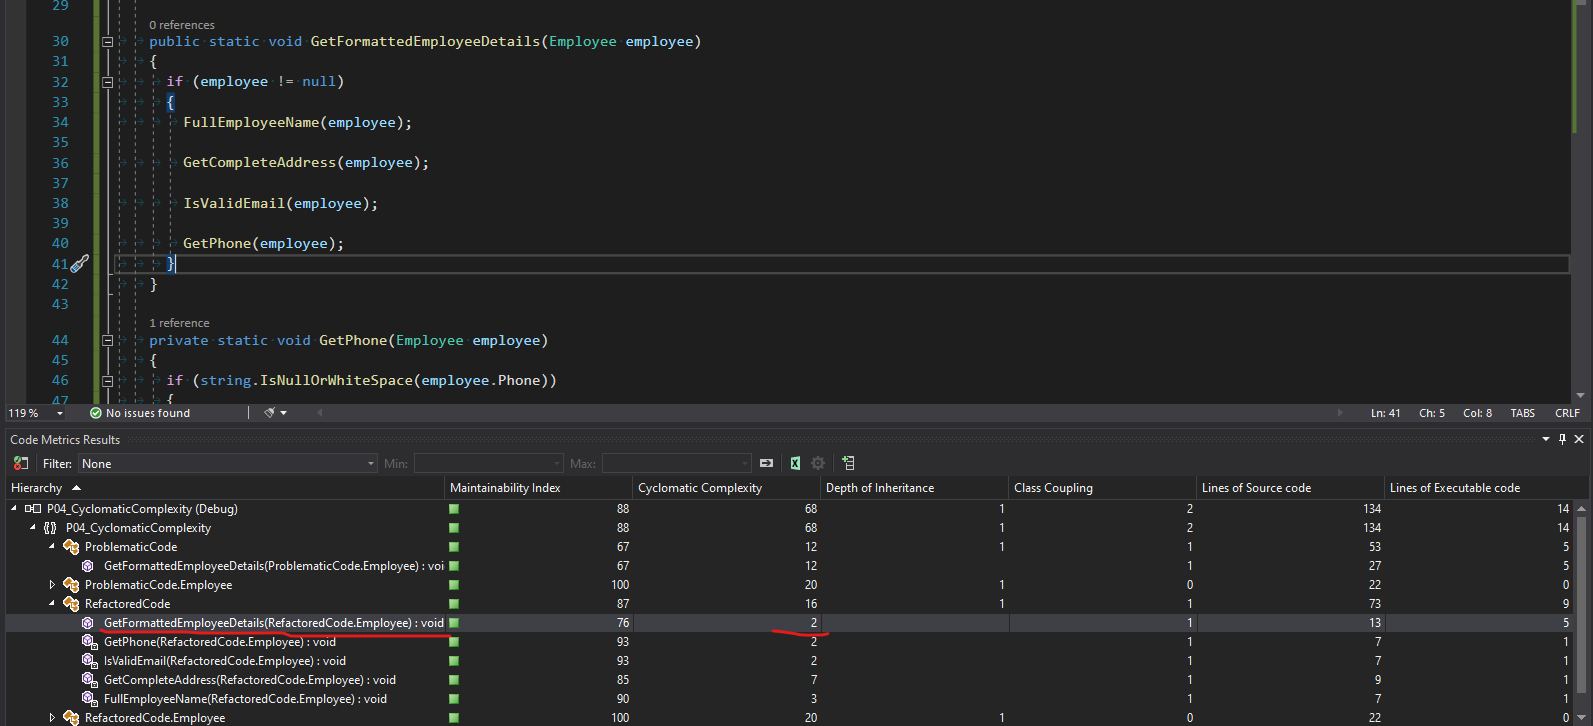 29
0 references
30 public static void GetFormattedEmployeeDetails(Employee employee)
31 {
32 if (employee != null)
33 {
34 FullEmployeeName(employee);
35
36 GetCompleteAddress(employee);
37
38 IsValidEmail(employee);
39
40 GetPhone(employee);
41 }
42 }
43
1 reference
44 private static void GetPhone(Employee employee)
45 {
46 if (string.IsNullOrWhiteSpace(employee.Phone))
47 {
119 % No issues found Ln: 41 Ch: 5 Col: 8 TABS CRLF
Code Metrics Results
Filter: None Min: Max:
Hierarchy Maintainability Index Cyclomatic Complexity Depth of Inheritance Class Coupling Lines of Source code Lines of Executable code
P04_CyclomaticComplexity (Debug) 88 68 1 2 134 14
P04_CyclomaticComplexity 88 68 1 2 134 14
ProblematicCode 67 12 1 1 53 5
GetFormattedEmployeeDetails(ProblematicCode.Employee) : voi 67 12 1 27 5
ProblematicCode.Employee 100 20 1 0 22 0
RefactoredCode 87 16 1 1 73 9
GetFormattedEmployeeDetails(RefactoredCode.Employee) : void 76 2 1 13 5
GetPhone(RefactoredCode.Employee) : void 93 2 1 7 1
IsValidEmail(RefactoredCode.Employee) : void 93 2 1 7 1
GetCompleteAddress(RefactoredCode.Employee) : void 85 7 1 9 1
FullEmployeeName(RefactoredCode.Employee) : void 90 3 1 7 1
RefactoredCode.Employee 100 20 1 0 22 0